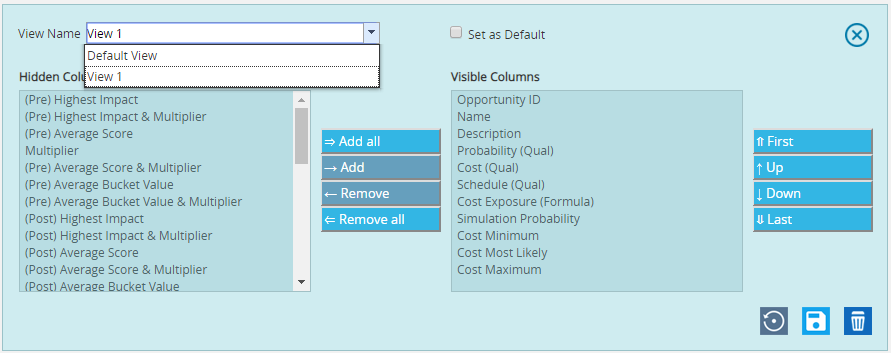 View Name View 1
Set as Default
Default View
View 1
Hidden Colu
(Pre) Highest Impact
(Pre) Highest Impact & Multiplier
(Pre) Average Score
Multiplier
(Pre) Average Score & Multiplier
(Pre) Average Bucket Value
(Pre) Average Bucket Value & Multiplier
(Post) Highest Impact
(Post) Highest Impact & Multiplier
(Post) Average Score
(Post) Average Score & Multiplier
(Post) Average Bucket Value
⇒ Add all
→ Add
← Remove
⇐ Remove all
Visible Columns
Opportunity ID
Name
Description
Probability (Qual)
Cost (Qual)
Schedule (Qual)
Cost Exposure (Formula)
Simulation Probability
Cost Minimum
Cost Most Likely
Cost Maximum
⇑ First
↑ Up
↓ Down
⇓ Last